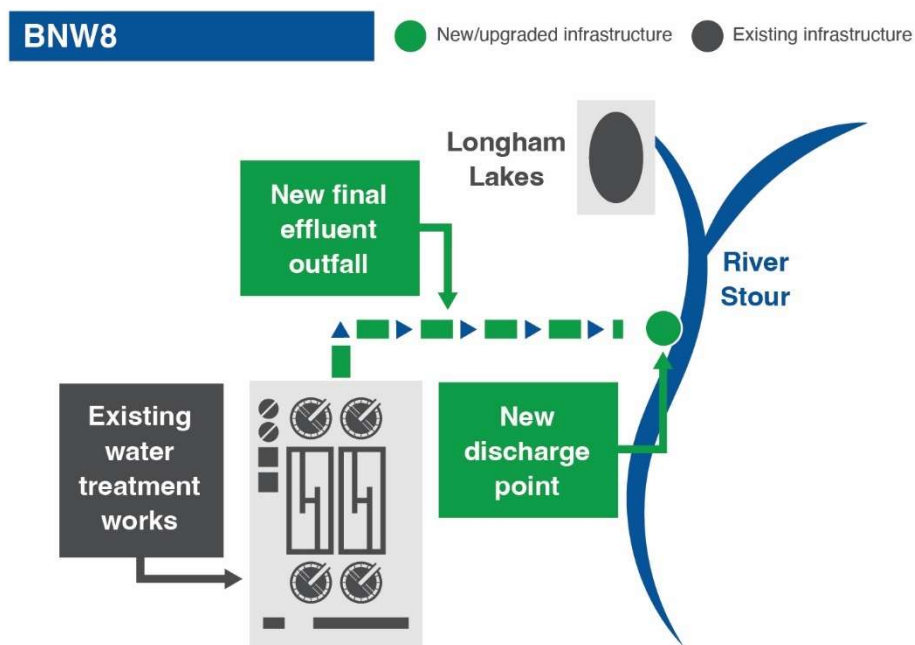 BNW8
New/upgraded infrastructure
Existing infrastructure
Longham
Lakes
New final
effluent
outfall
River
Stour
Existing
water
treatment
works
New
discharge
point